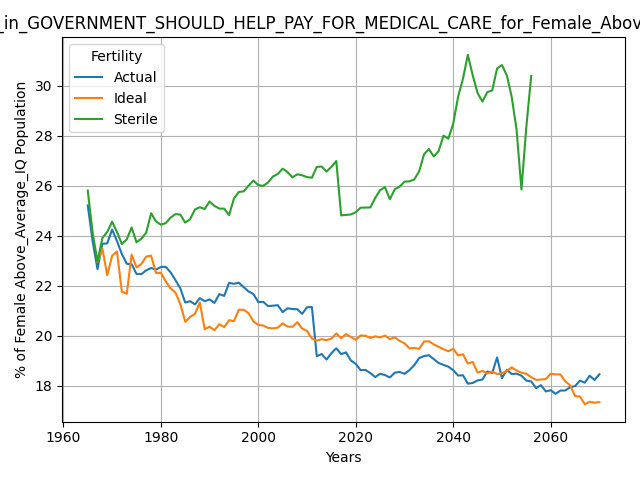 _in_GOVERNMENT_SHOULD_HELP_PAY_FOR_MEDICAL_CARE_for_Female_Abov
Fertility
Actual
Ideal
Sterile
% of Female Above_Average_IQ Population
30
28
26
24
22
20
18
1960
1980
2000
2020
2040
2060
Years